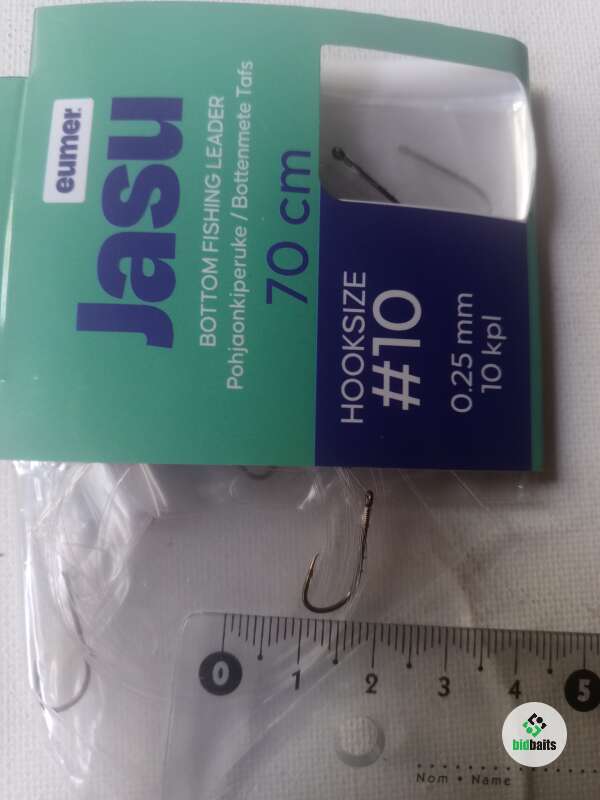 eumer.
Jasu
BOTTOM FISHING LEADER
Pohjaonkiperuke / Bottenmete Tafs
70 cm
HOOKSIZE
#10
0.25 mm
10 kpl
0 1 2 3 4 5
Nom • Name
bidbaits